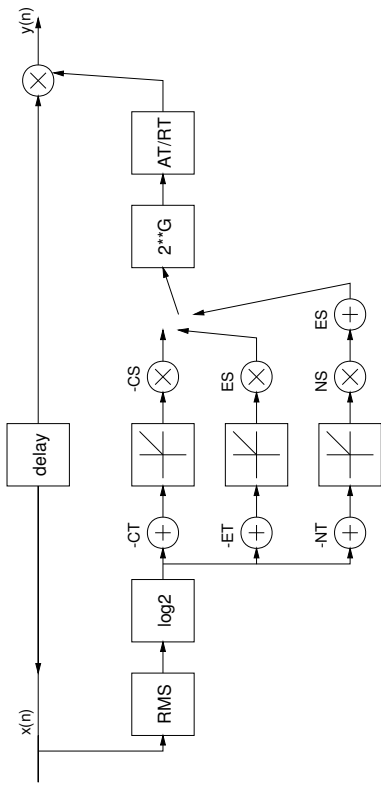 x(n)
delay
y(n)
RMS
log2
-CT
-CS
2**G
AT/RT
-ET
ES
-NT
NS
ES